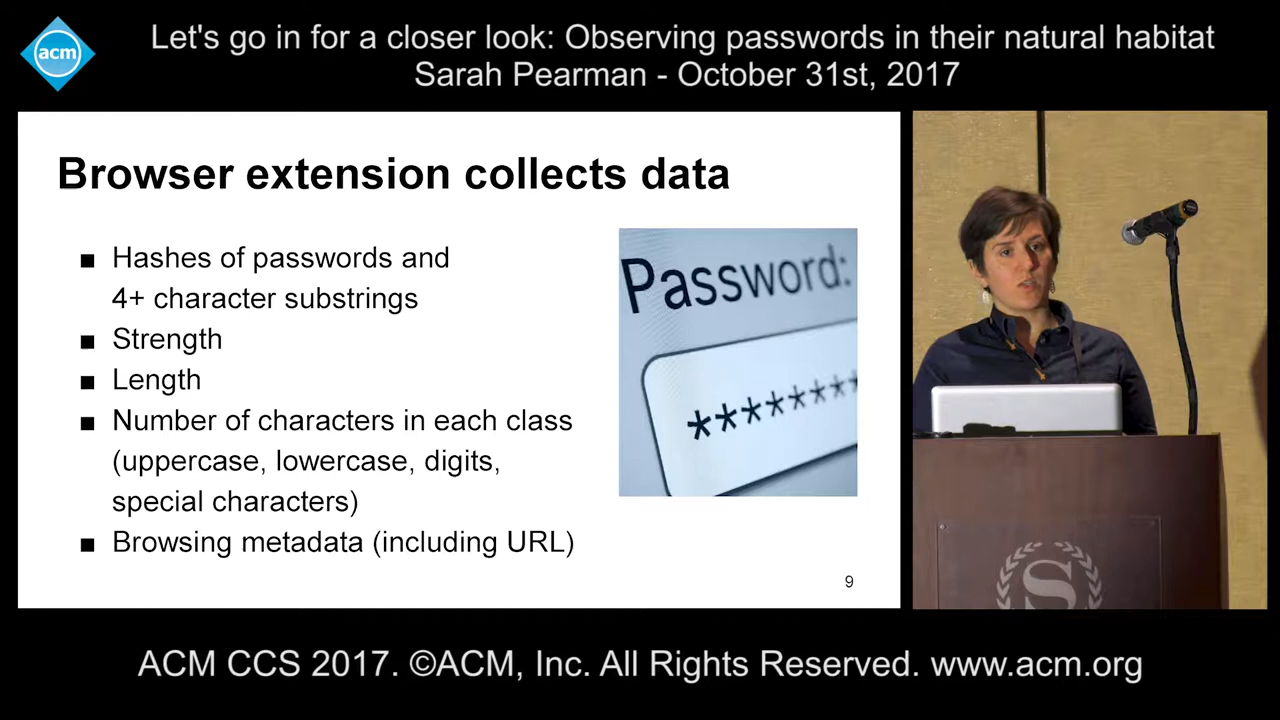 acm
Let's go in for a closer look: Observing passwords in their natural habitat
Sarah Pearman - October 31st, 2017
Browser extension collects data
■ Hashes of passwords and
4+ character substrings
■ Strength
■ Length
■ Number of characters in each class
(uppercase, lowercase, digits,
special characters)
■ Browsing metadata (including URL)
Password:
********
9
S
ACM CCS 2017. ©ACM, Inc. All Rights Reserved. www.acm.org